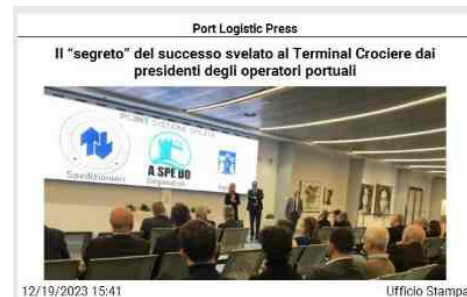 Port Logistic Press
Il “segreto” del successo svelato al Terminal Crociere dai
presidenti degli operatori portuali
Spedizionieri
A.SPE.DO
Doganalisti
12/19/2023 15:41
Ufficio Stampa